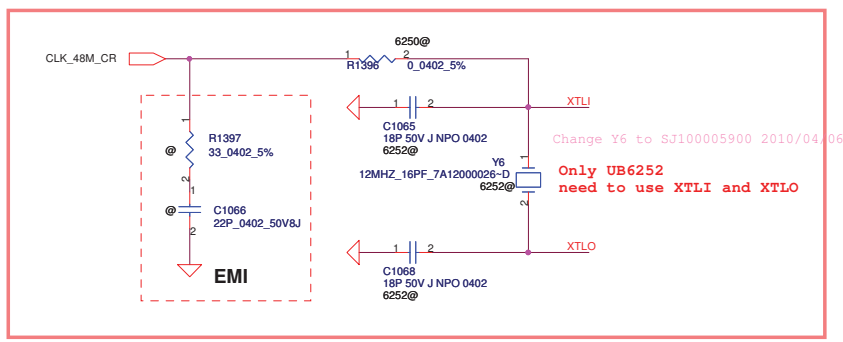 6250@
CLK_48M_CR
1
2
R1396
0_0402_5%
1
2
XTLI
C1065
18P 50V J NPO 0402
6252@
Change Y6 to SJ100005900 2010/04/06
1
R1397
@
33_0402_5%
2
1
Y6
12MHZ_16PF_7A12000026~D
6252@
2
Only UB6252
need to use XTLI and XTLO
@
C1066
22P_0402_50V8J
2
1
2
XTLO
C1068
18P 50V J NPO 0402
6252@
EMI
1